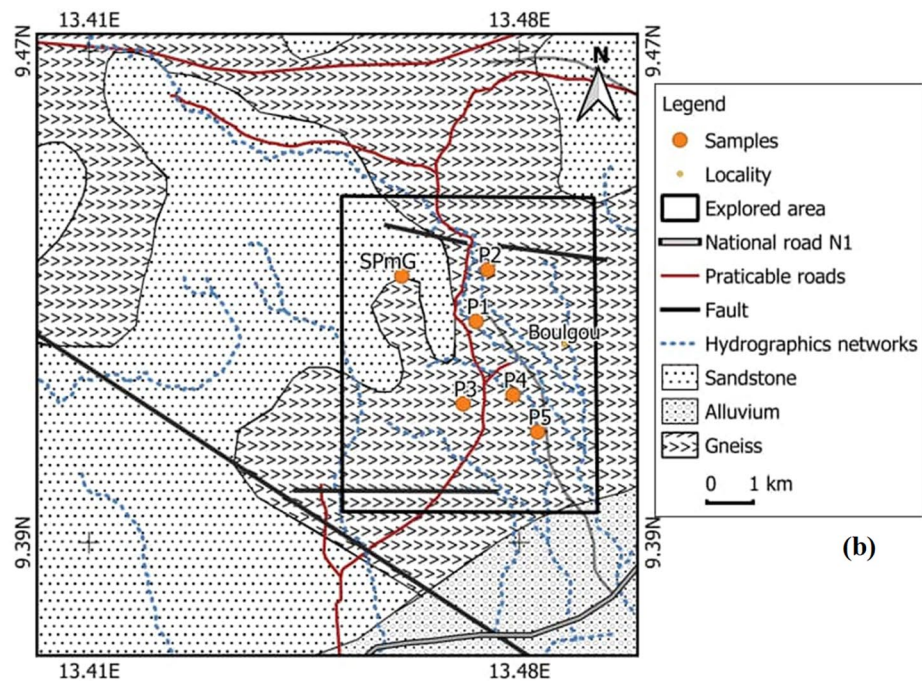 13.41E 13.48E
9.47N 9.47N
N
SPmG
P2
P1
Boulgou
P3
P4
P5
9.39N 9.39N
13.41E 13.48E
Legend
Samples
Locality
Explored area
National road N1
Praticable roads
Fault
Hydrographics networks
Sandstone
Alluvium
Gneiss
0 1 km
(b)